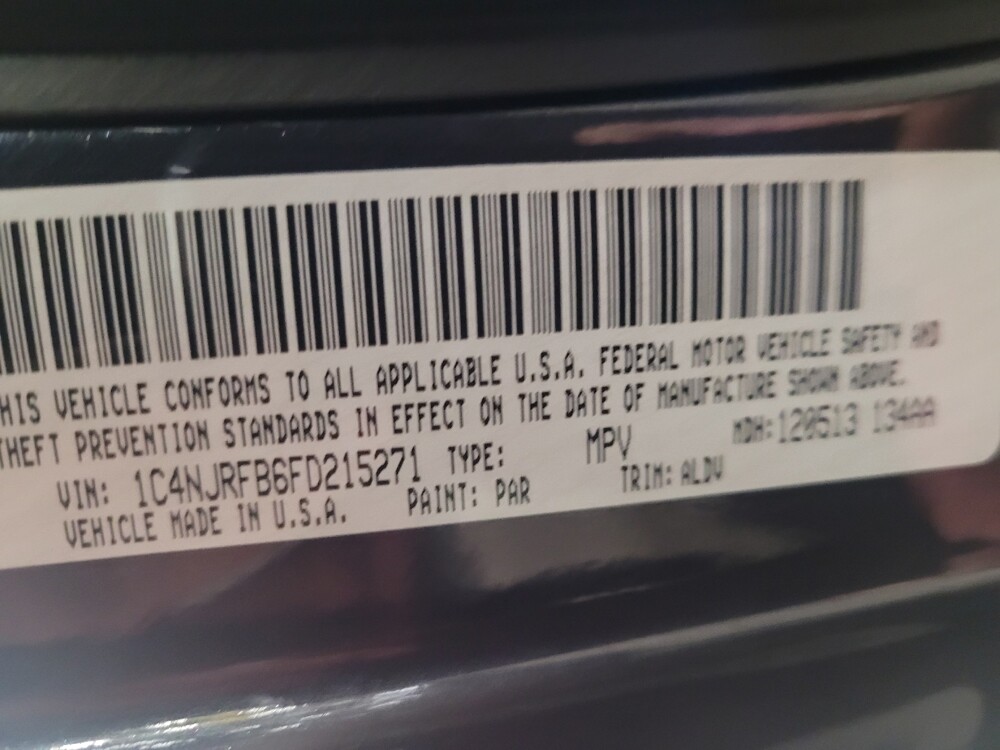 HIS VEHICLE CONFORMS TO ALL APPLICABLE U.S.A. FEDERAL MOTOR VEHICLE SAFETY AND
THEFT PREVENTION STANDARDS IN EFFECT ON THE DATE OF MANUFACTURE SHOWN ABOVE.
VIN: 1C4NJRFB6FD215271 TYPE: MPV MDH: 120513 134AA
VEHICLE MADE IN U.S.A. PAINT: PAR TRIM: ALDV